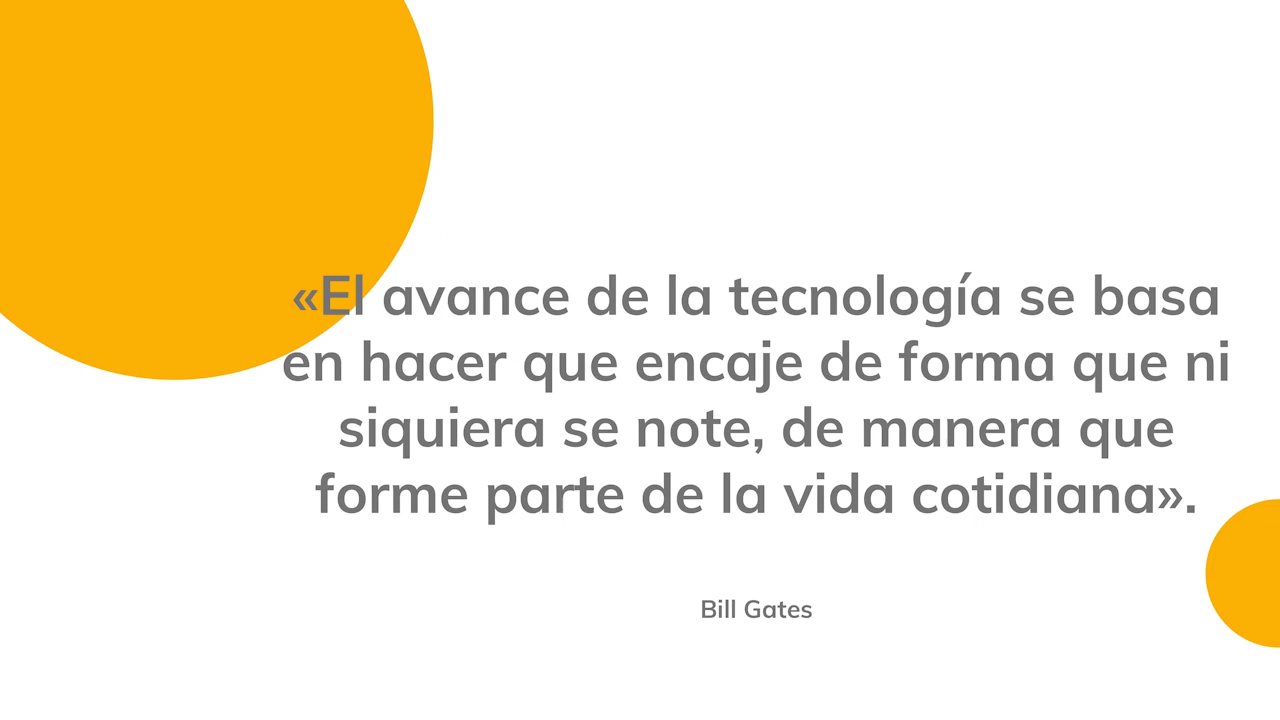 «El avance de la tecnología se basa
en hacer que encaje de forma que ni
siquiera se note, de manera que
forme parte de la vida cotidiana».
Bill Gates